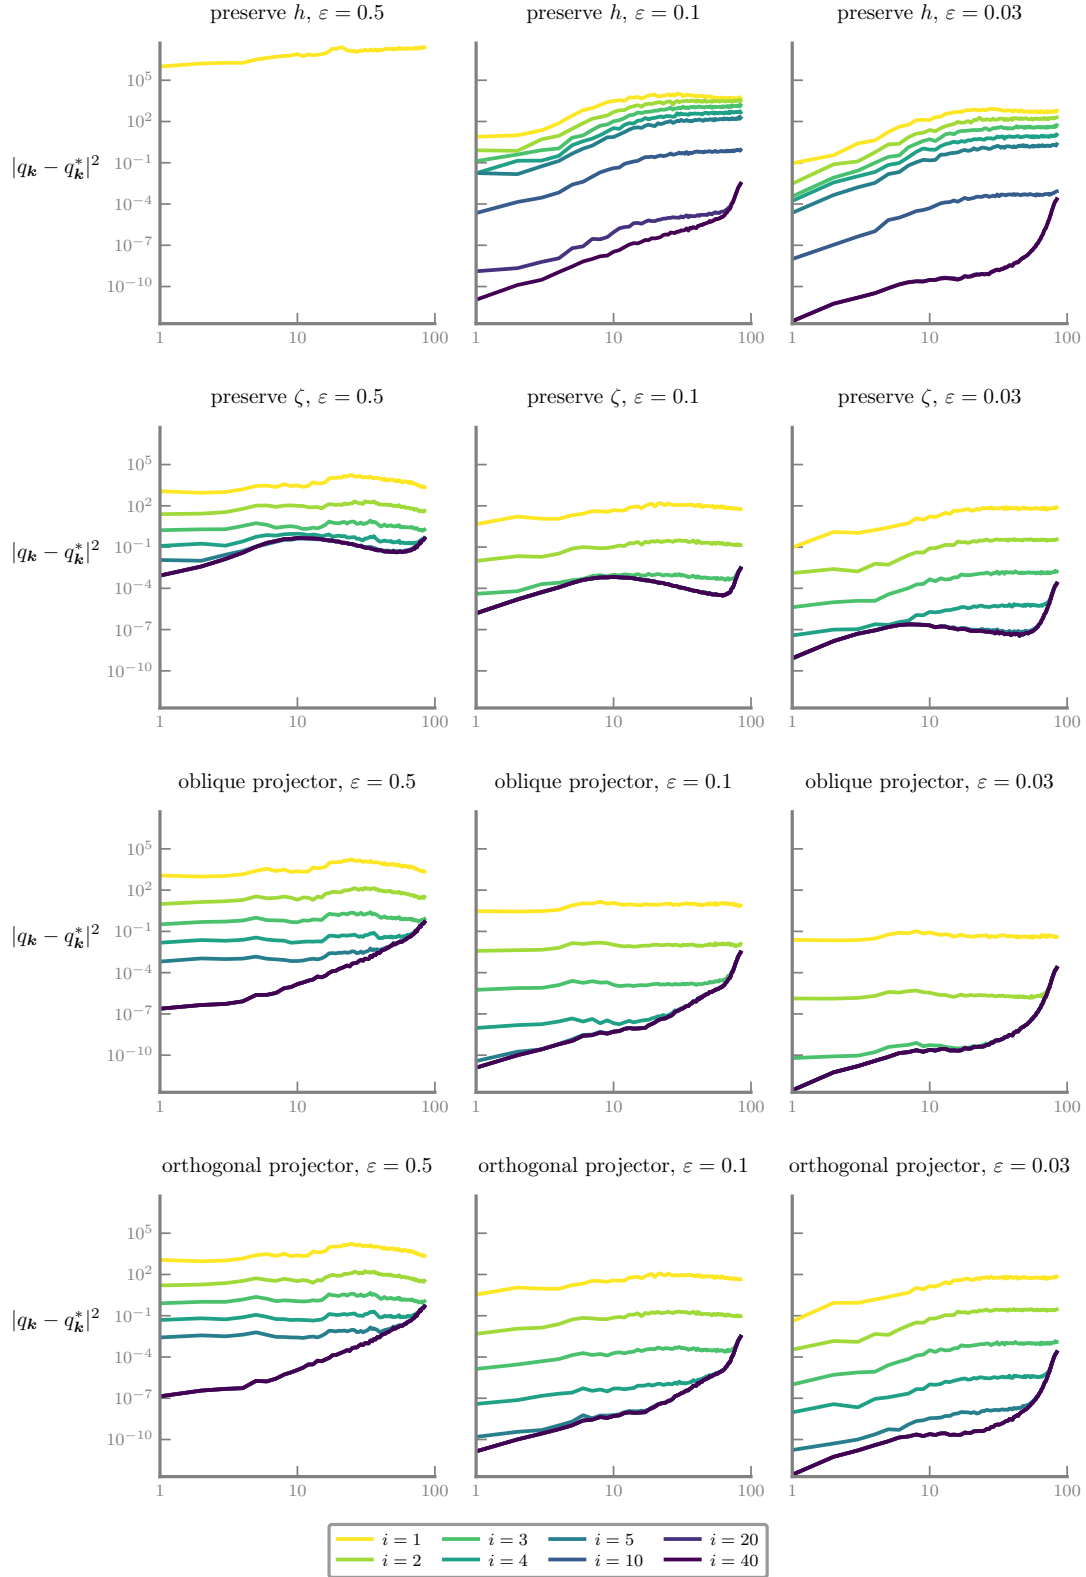 preserve h, ε = 0.5 preserve h, ε = 0.1 preserve h, ε = 0.03
10^5
10^2
|q_k − q_k^*|^2 10^−1
10^−4
10^−7
10^−10
1 10 100 1 10 100 1 10 100
preserve ζ, ε = 0.5 preserve ζ, ε = 0.1 preserve ζ, ε = 0.03
10^5
10^2
|q_k − q_k^*|^2 10^−1
10^−4
10^−7
10^−10
1 10 100 1 10 100 1 10 100
oblique projector, ε = 0.5 oblique projector, ε = 0.1 oblique projector, ε = 0.03
10^5
10^2
|q_k − q_k^*|^2 10^−1
10^−4
10^−7
10^−10
1 10 100 1 10 100 1 10 100
orthogonal projector, ε = 0.5 orthogonal projector, ε = 0.1 orthogonal projector, ε = 0.03
10^5
10^2
|q_k − q_k^*|^2 10^−1
10^−4
10^−7
10^−10
1 10 100 1 10 100 1 10 100
i = 1 i = 3 i = 5 i = 20
i = 2 i = 4 i = 10 i = 40